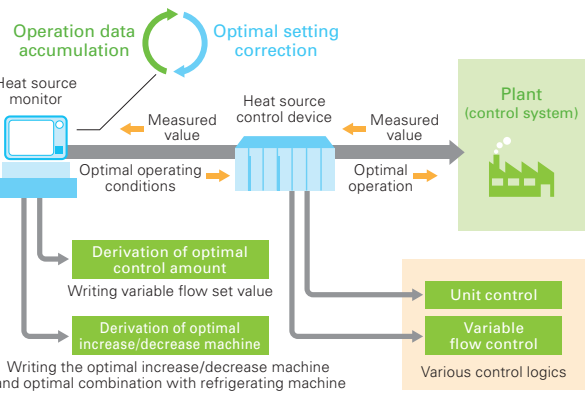 Operation data
accumulation
Optimal setting
correction
Heat source
monitor
Measured
value
Heat source
control device
Measured
value
Plant
(control system)
Optimal operating
conditions
Optimal
operation
Derivation of optimal
control amount
Writing variable flow set value
Derivation of optimal
increase/decrease machine
Writing the optimal increase/decrease machine
and optimal combination with refrigerating machine
Unit control
Variable
flow control
Various control logics